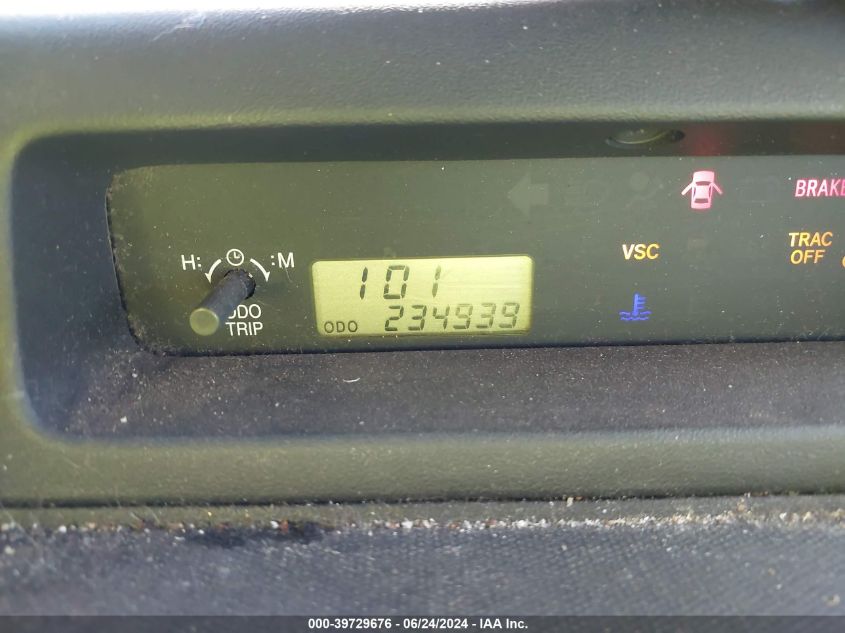 BRAKE
H: :M
VSC
TRAC
OFF
101
ODO
TRIP
ODO 234939
000-39729676 - 06/24/2024 - IAA Inc.